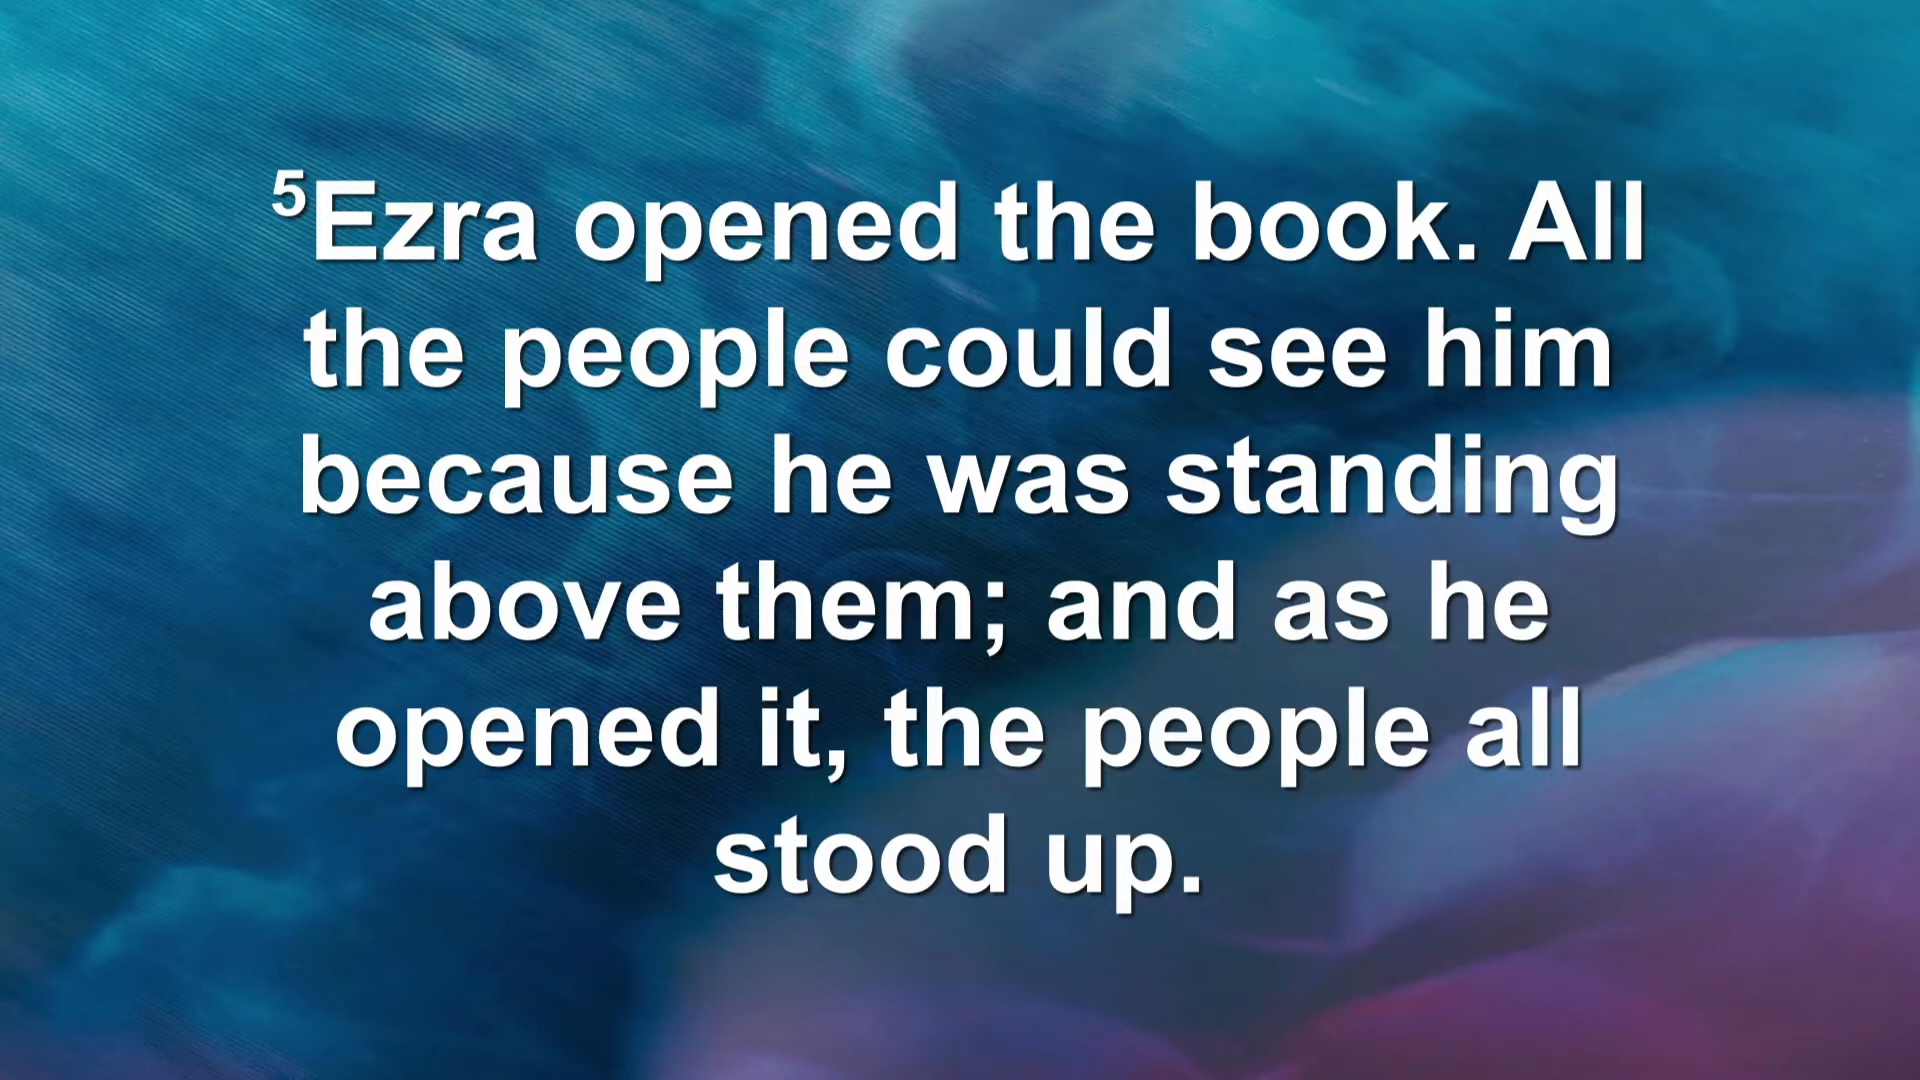 ⁵Ezra opened the book. All
the people could see him
because he was standing
above them; and as he
opened it, the people all
stood up.